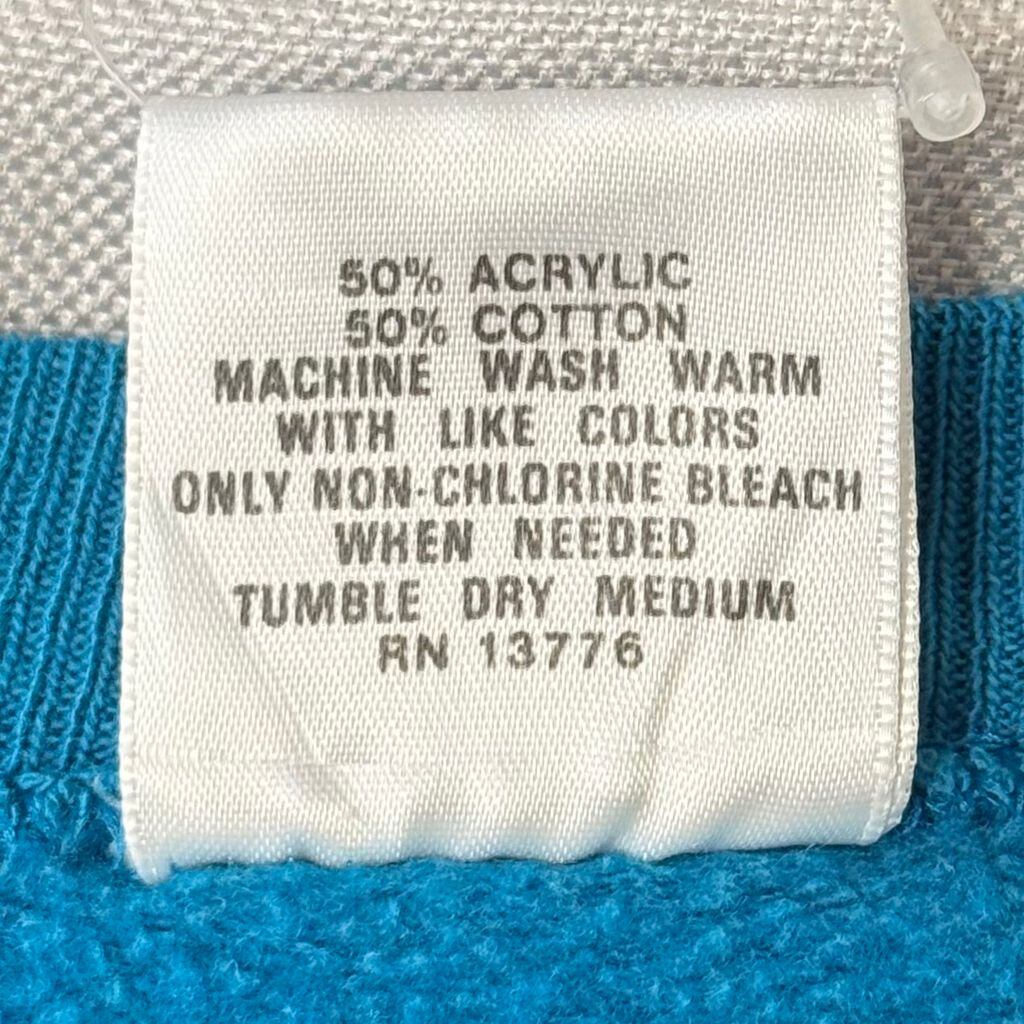 50% ACRYLIC
50% COTTON
MACHINE WASH WARM
WITH LIKE COLORS
ONLY NON-CHLORINE BLEACH
WHEN NEEDED
TUMBLE DRY MEDIUM
RN 13776